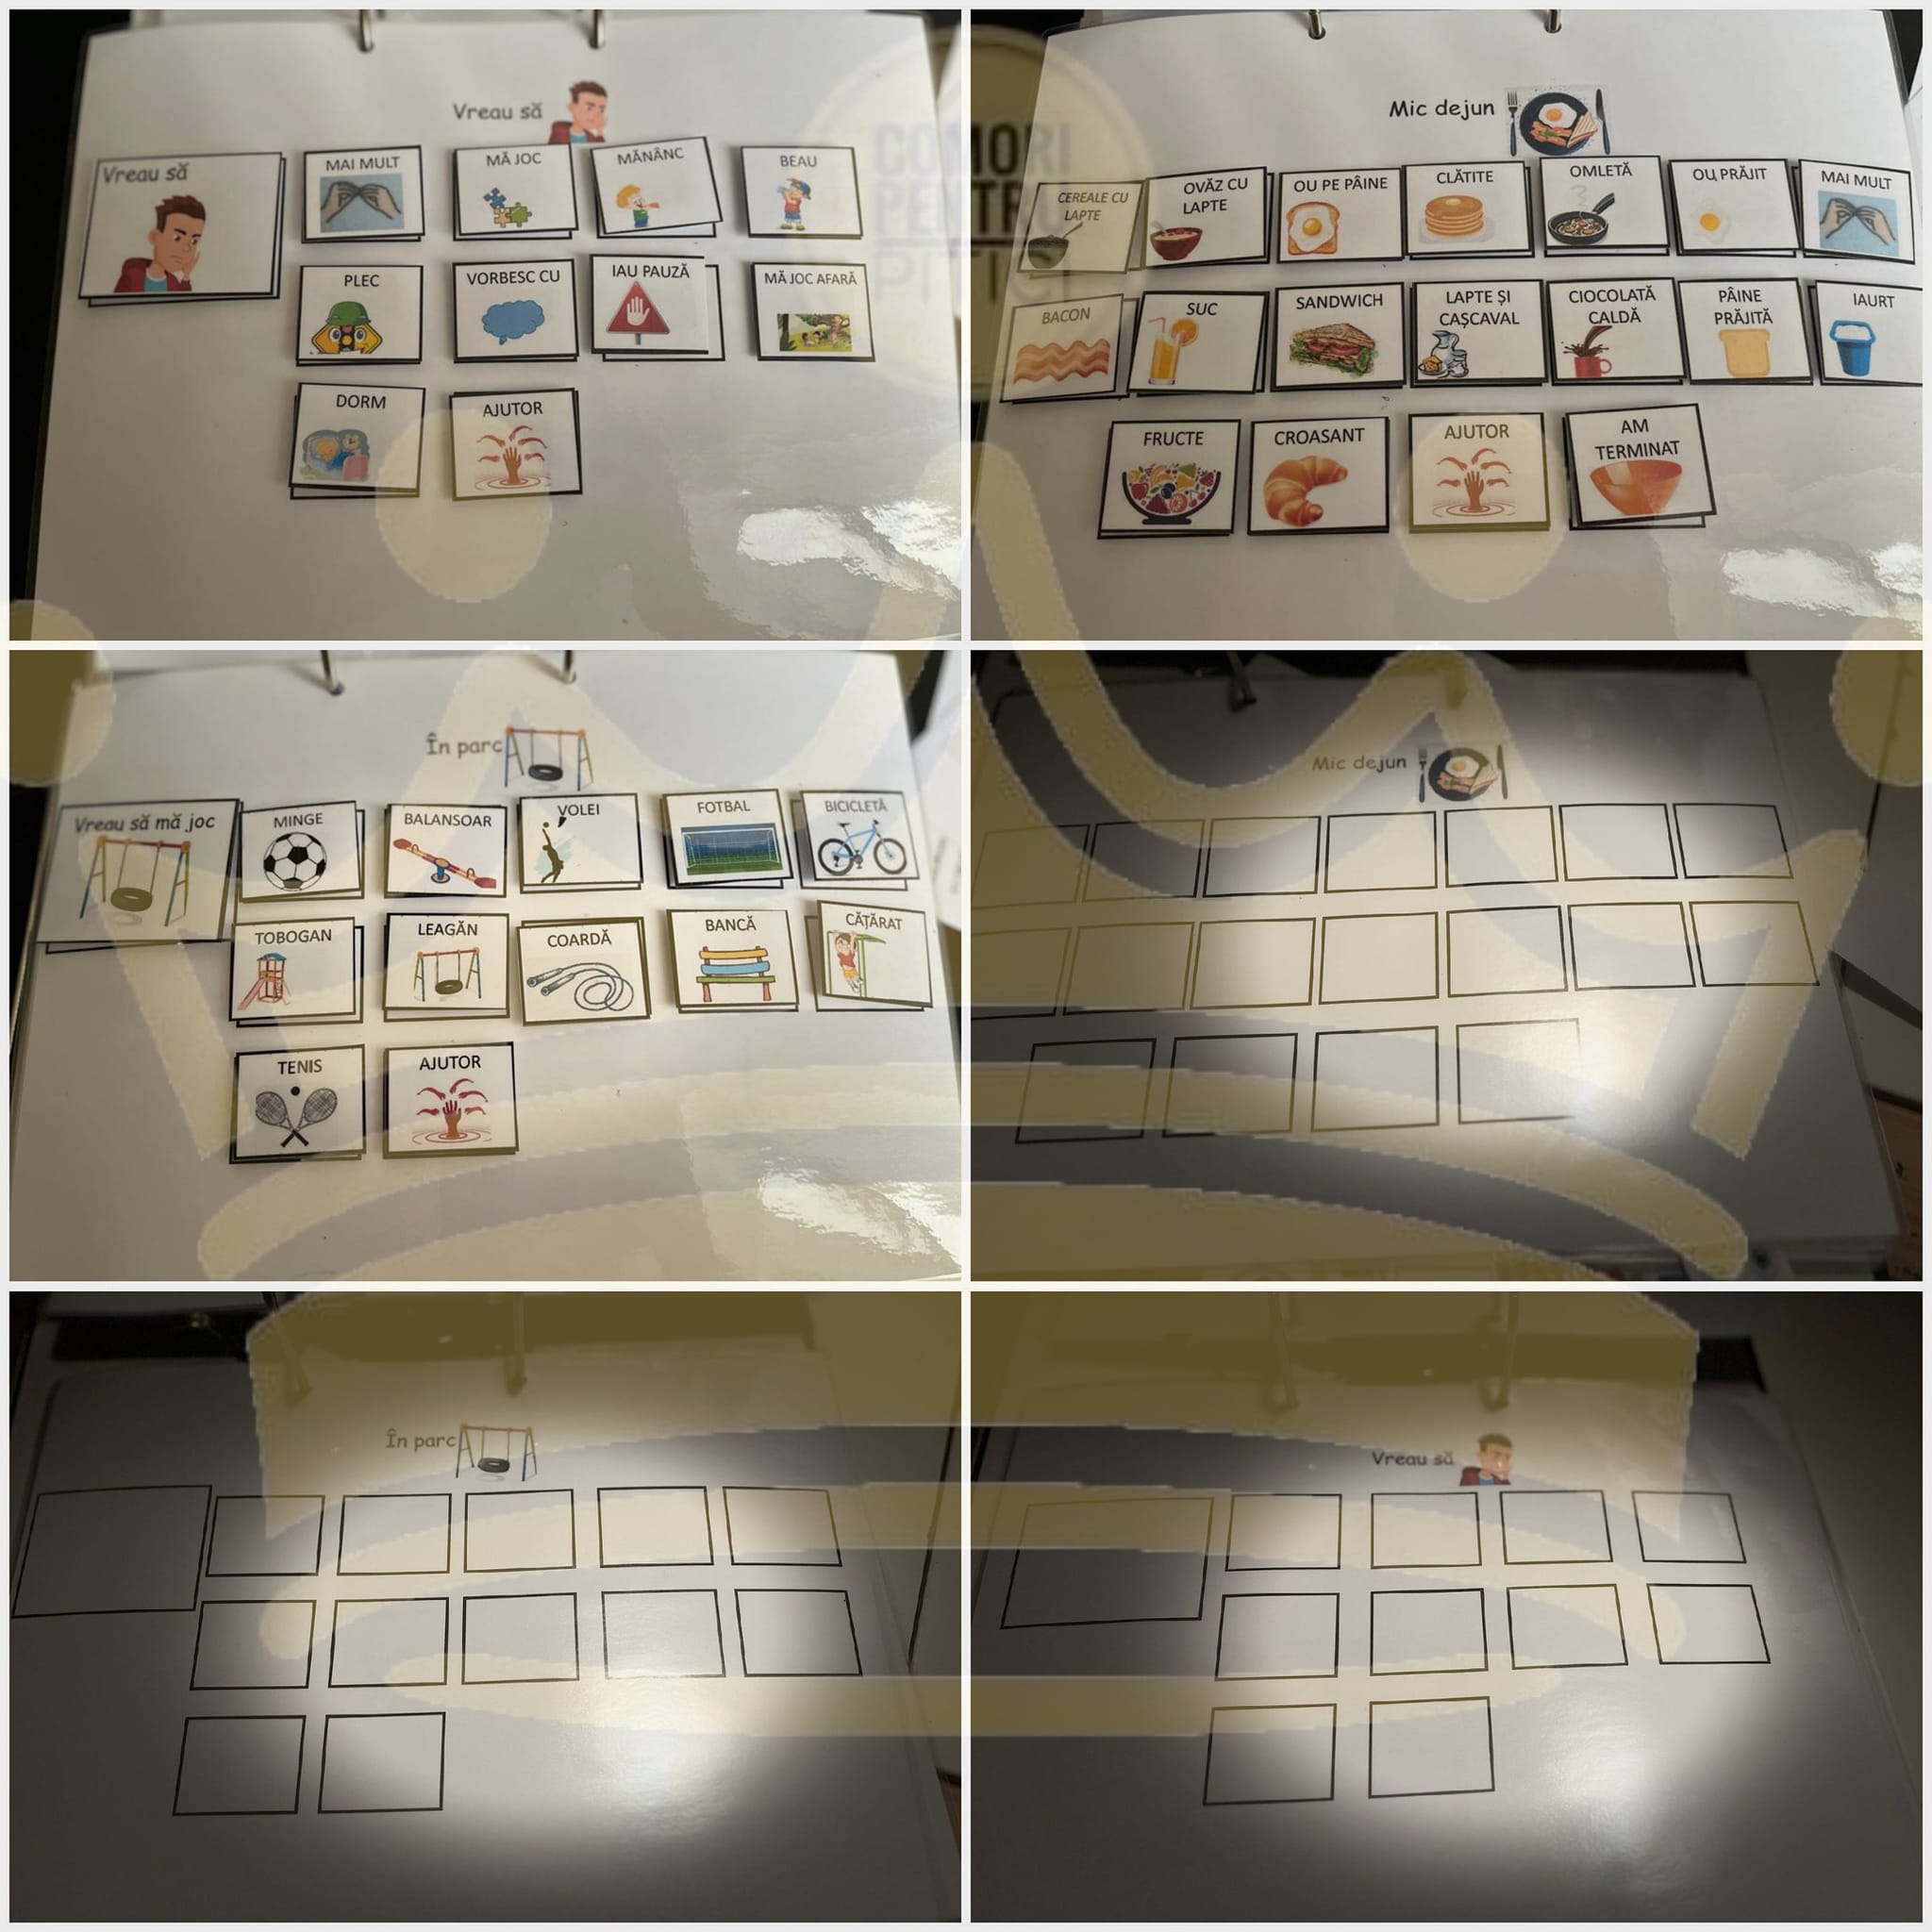 Vreau să
Vreau să
MAI MULT
MĂ JOC
MĂNÂNC
BEAU
PLEC
VORBESC CU
IAU PAUZĂ
MĂ JOC AFARĂ
DORM
AJUTOR
Mic dejun
CEREALE CU
LAPTE
OVĂZ CU
LAPTE
OU PE PÂINE
CLĂTITE
OMLETĂ
OU PRĂJIT
MAI MULT
BACON
SUC
SANDWICH
LAPTE ȘI
CAȘCAVAL
CIOCOLATĂ
CALDĂ
PÂINE
PRĂJITĂ
IAURT
FRUCTE
CROASANT
AJUTOR
AM
TERMINAT
COMORI
PENTRU
PITICI
În parc
Vreau să mă joc
MINGE
BALANSOAR
VOLEI
FOTBAL
BICICLETĂ
TOBOGAN
LEAGĂN
COARDĂ
BANCĂ
CĂȚĂRAT
TENIS
AJUTOR
Mic dejun
În parc
Vreau să